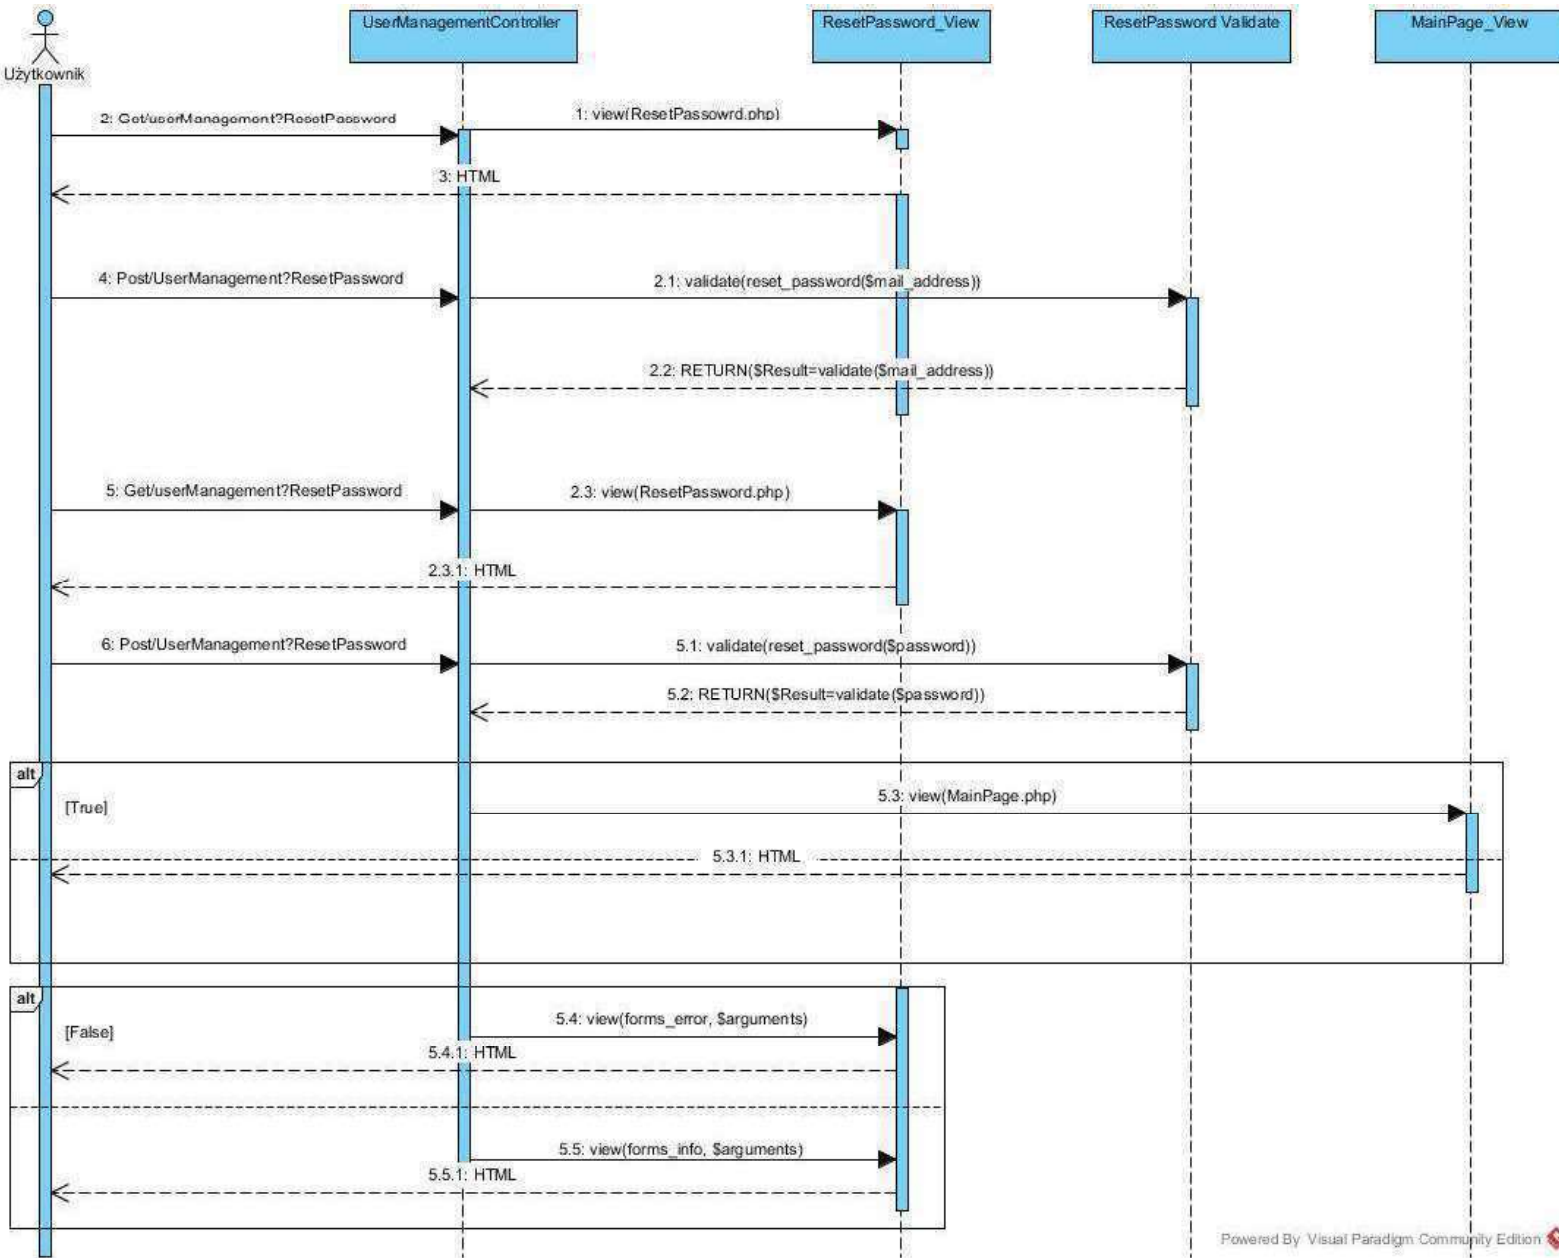 Użytkownik
UserManagementController
ResetPassword_View
ResetPassword Validate
MainPage_View
2: Get/userManagement?ResetPassword
1: view(ResetPassowrd.php)
3: HTML
4: Post/UserManagement?ResetPassword
2.1: validate(reset_password($mail_address))
2.2: RETURN($Result=validate($mail_address))
5: Get/userManagement?ResetPassword
2.3: view(ResetPassword.php)
2.3.1: HTML
6: Post/UserManagement?ResetPassword
5.1: validate(reset_password($password))
5.2: RETURN($Result=validate($password))
alt
[True]
5.3: view(MainPage.php)
5.3.1: HTML
alt
[False]
5.4: view(forms_error, $arguments)
5.4.1: HTML
5.5: view(forms_info, $arguments)
5.5.1: HTML
Powered By Visual Paradigm Community Edition